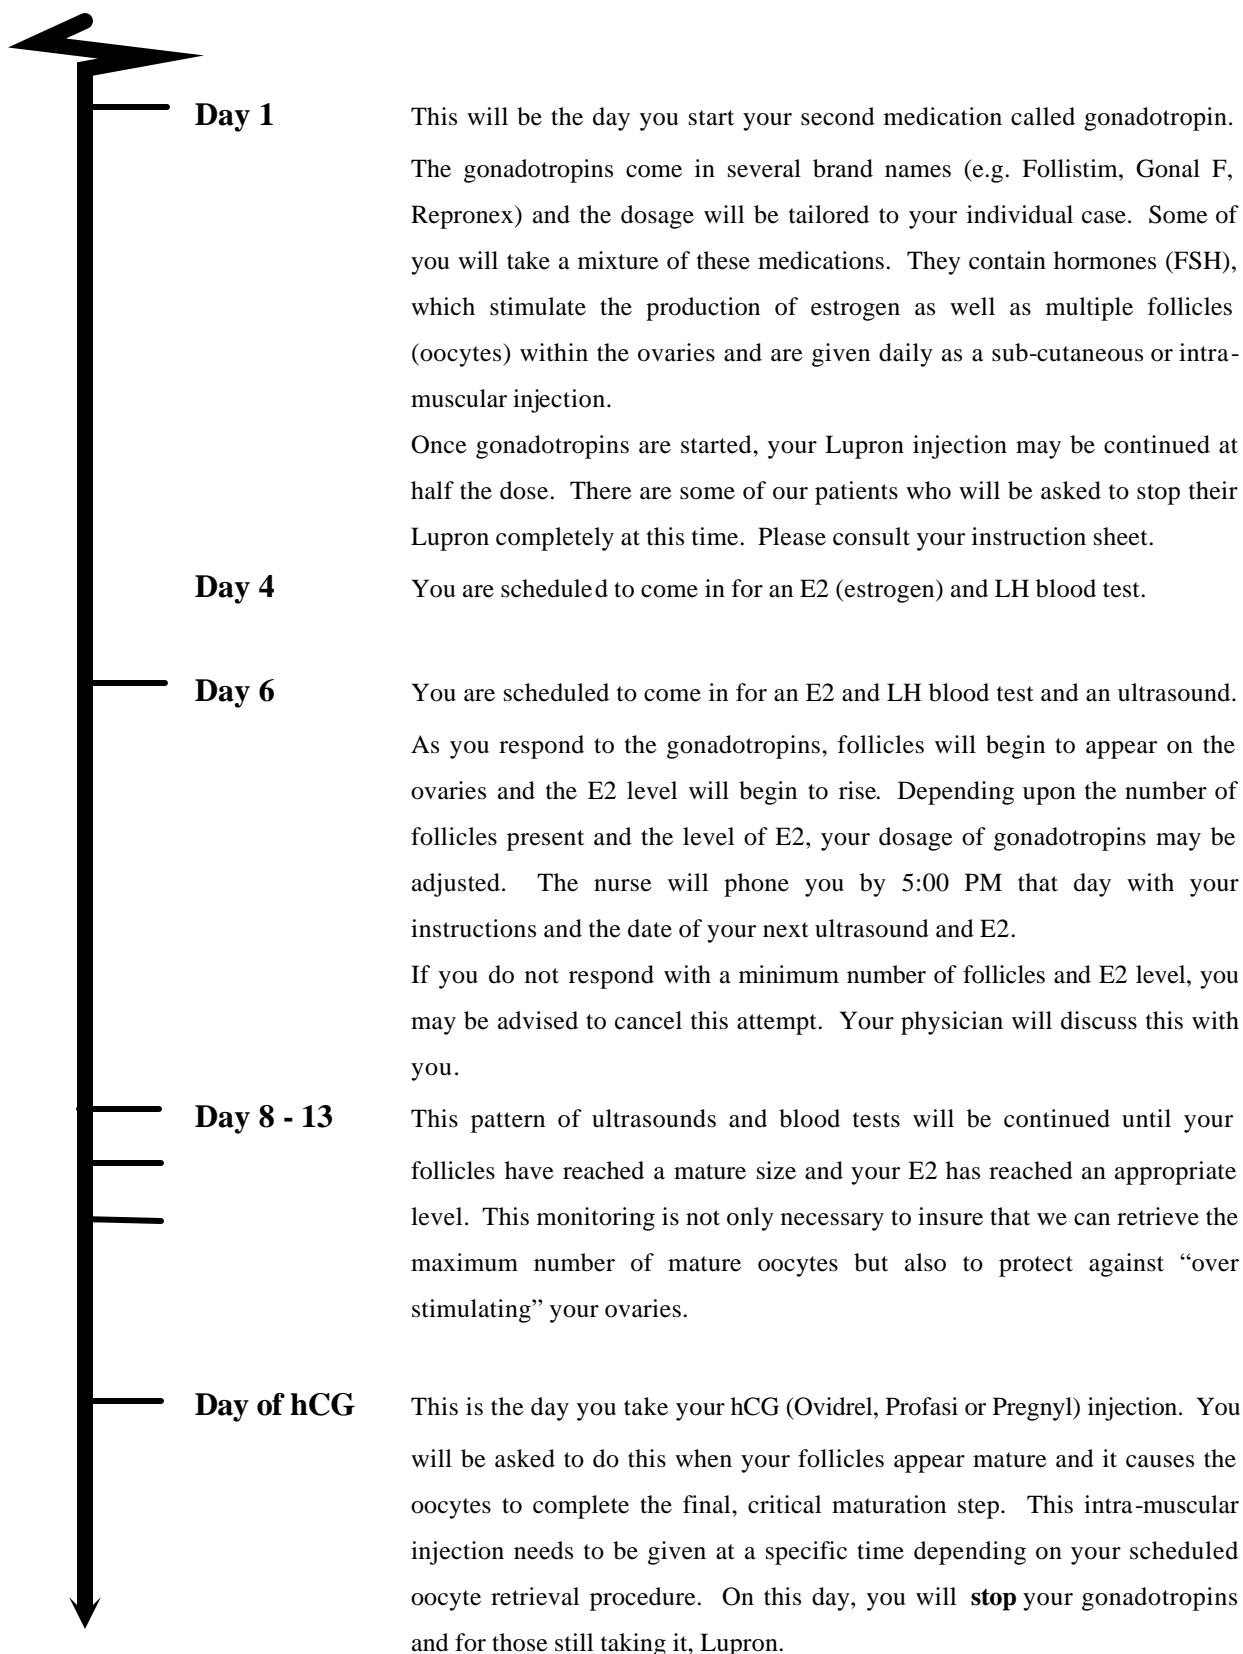 Day 1 This will be the day you start your second medication called gonadotropin.
The gonadotropins come in several brand names (e.g. Follistim, Gonal F,
Repronex) and the dosage will be tailored to your individual case. Some of
you will take a mixture of these medications. They contain hormones (FSH),
which stimulate the production of estrogen as well as multiple follicles
(oocytes) within the ovaries and are given daily as a sub-cutaneous or intra-
muscular injection.
Once gonadotropins are started, your Lupron injection may be continued at
half the dose. There are some of our patients who will be asked to stop their
Lupron completely at this time. Please consult your instruction sheet.
Day 4 You are scheduled to come in for an E2 (estrogen) and LH blood test.
Day 6 You are scheduled to come in for an E2 and LH blood test and an ultrasound.
As you respond to the gonadotropins, follicles will begin to appear on the
ovaries and the E2 level will begin to rise. Depending upon the number of
follicles present and the level of E2, your dosage of gonadotropins may be
adjusted. The nurse will phone you by 5:00 PM that day with your
instructions and the date of your next ultrasound and E2.
If you do not respond with a minimum number of follicles and E2 level, you
may be advised to cancel this attempt. Your physician will discuss this with
you.
Day 8 - 13 This pattern of ultrasounds and blood tests will be continued until your
follicles have reached a mature size and your E2 has reached an appropriate
level. This monitoring is not only necessary to insure that we can retrieve the
maximum number of mature oocytes but also to protect against “over
stimulating” your ovaries.
Day of hCG This is the day you take your hCG (Ovidrel, Profasi or Pregnyl) injection. You
will be asked to do this when your follicles appear mature and it causes the
oocytes to complete the final, critical maturation step. This intra-muscular
injection needs to be given at a specific time depending on your scheduled
oocyte retrieval procedure. On this day, you will stop your gonadotropins
and for those still taking it, Lupron.